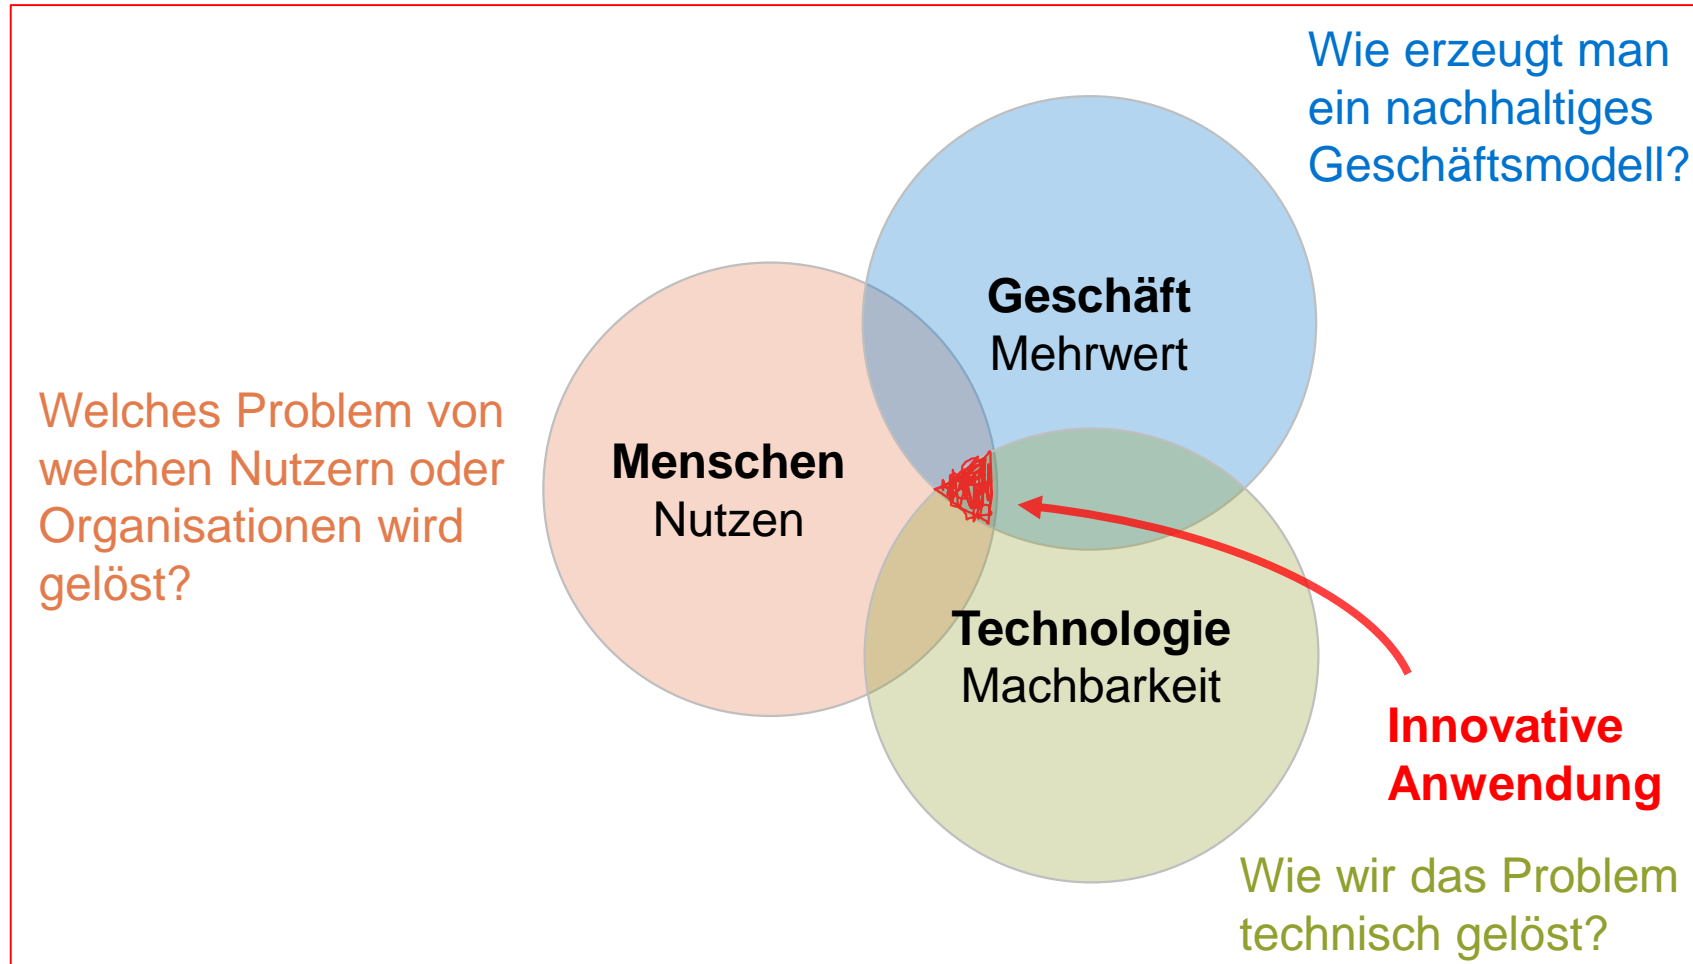 Wie erzeugt man
ein nachhaltiges
Geschäftsmodell?
Geschäft
Mehrwert
Welches Problem von
welchen Nutzern oder
Organisationen wird
gelöst?
Menschen
Nutzen
Technologie
Machbarkeit
Innovative
Anwendung
Wie wir das Problem
technisch gelöst?